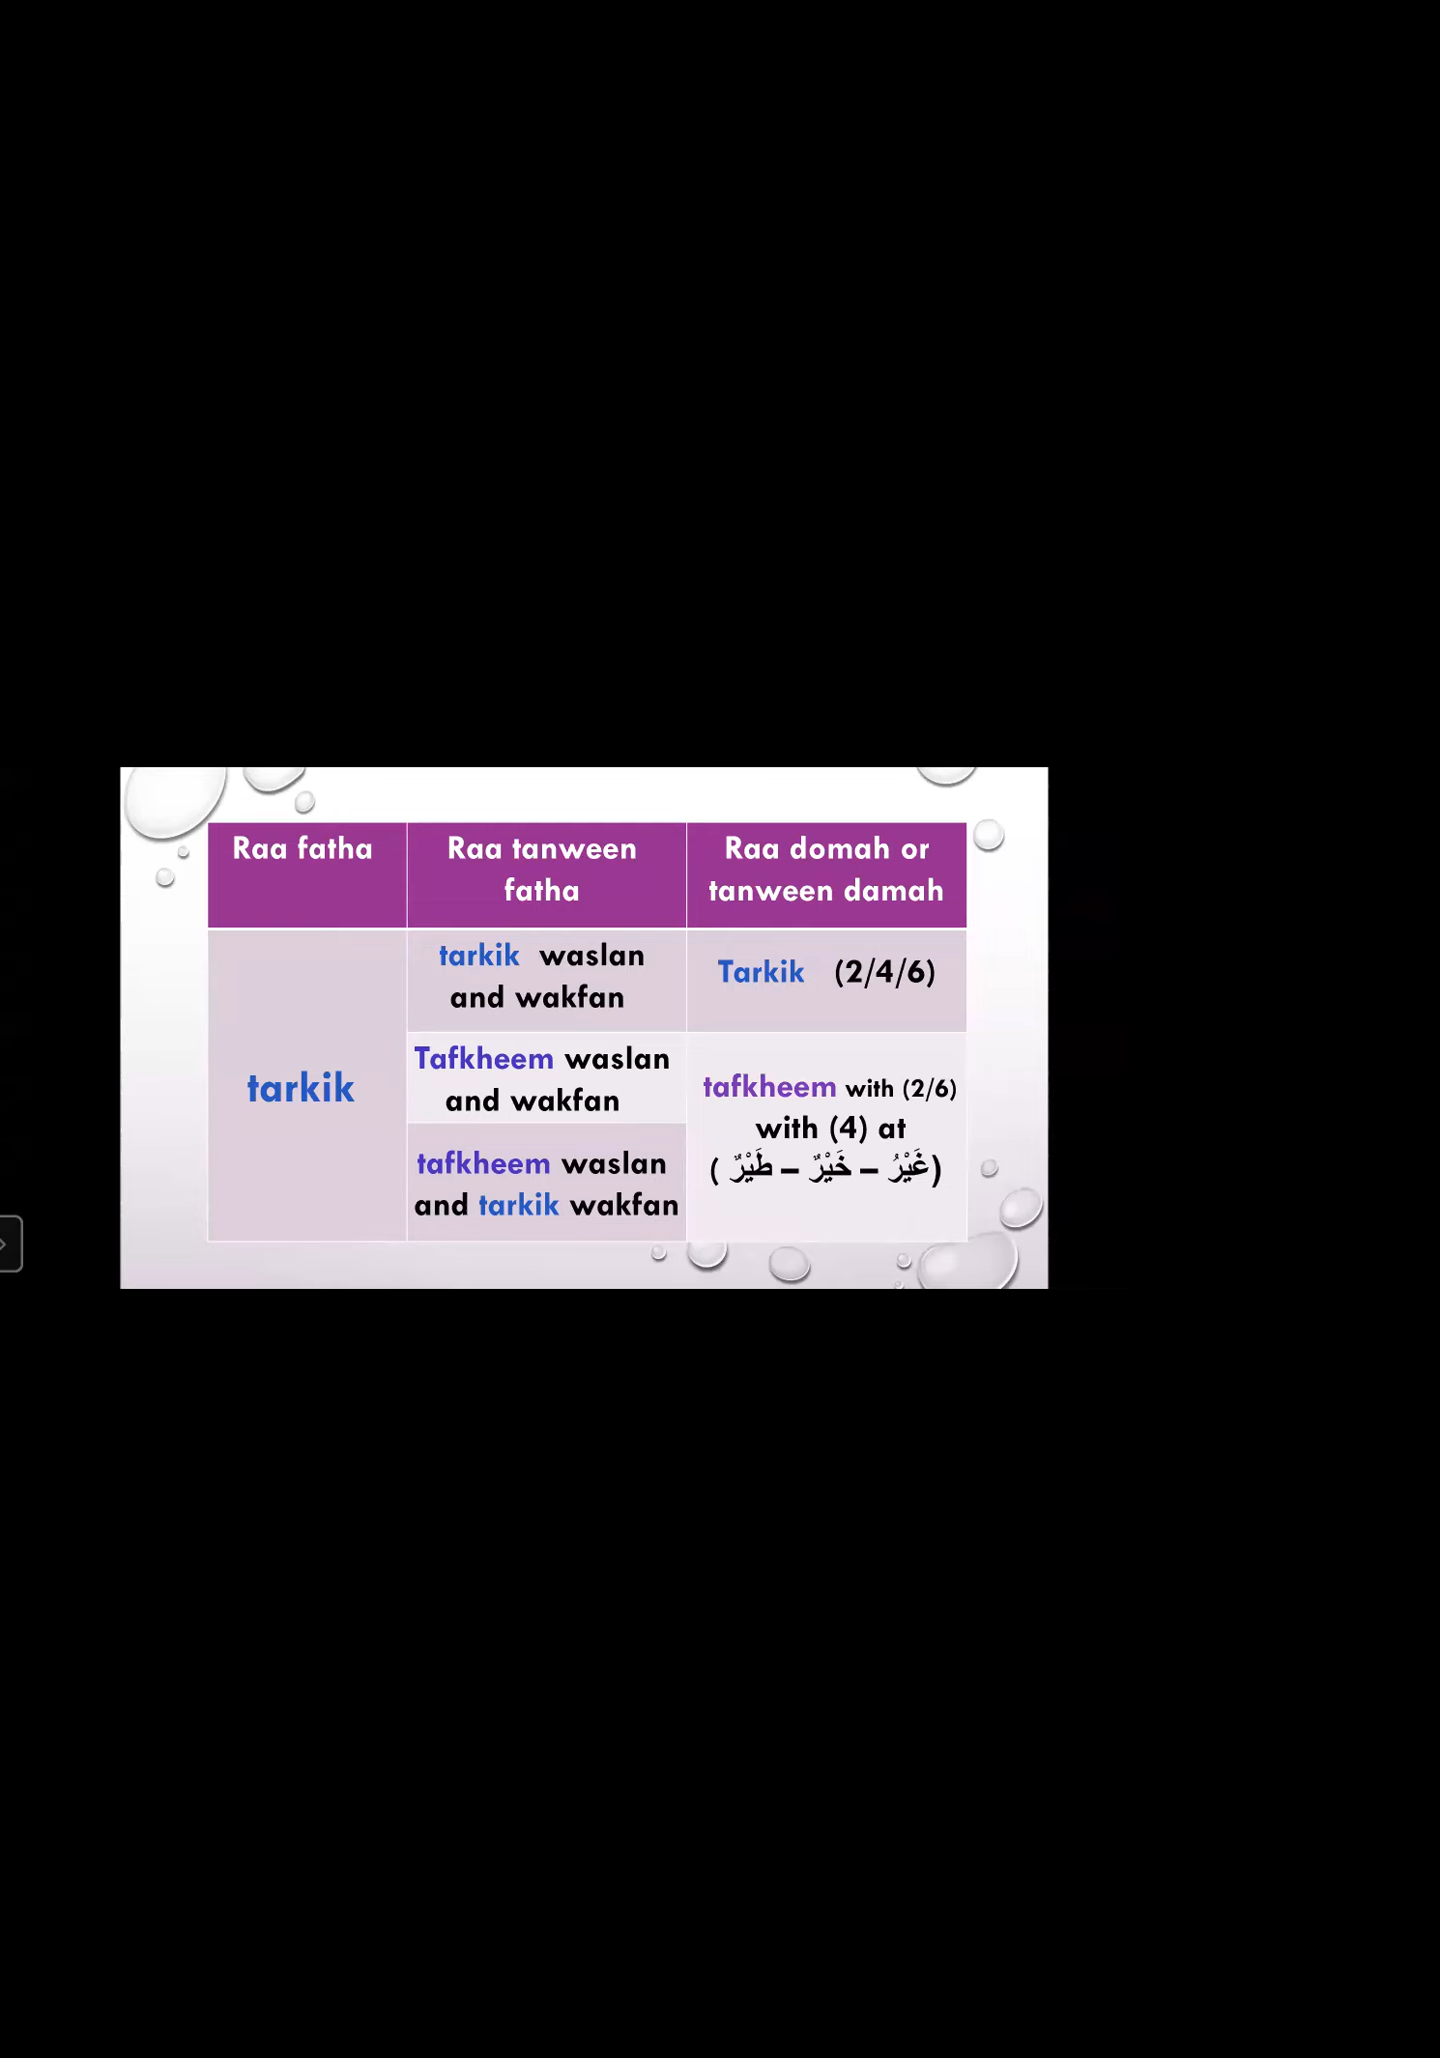 Raa fatha
Raa tanween
fatha
Raa domah or
tanween damah
tarkik
tarkik waslan
and wakfan
Tafkheem waslan
and wakfan
tafkheem waslan
and tarkik wakfan
Tarkik (2/4/6)
tafkheem with (2/6)
with (4) at
(غَيْرُ – خَيْرٌ – طَيْرٌ )